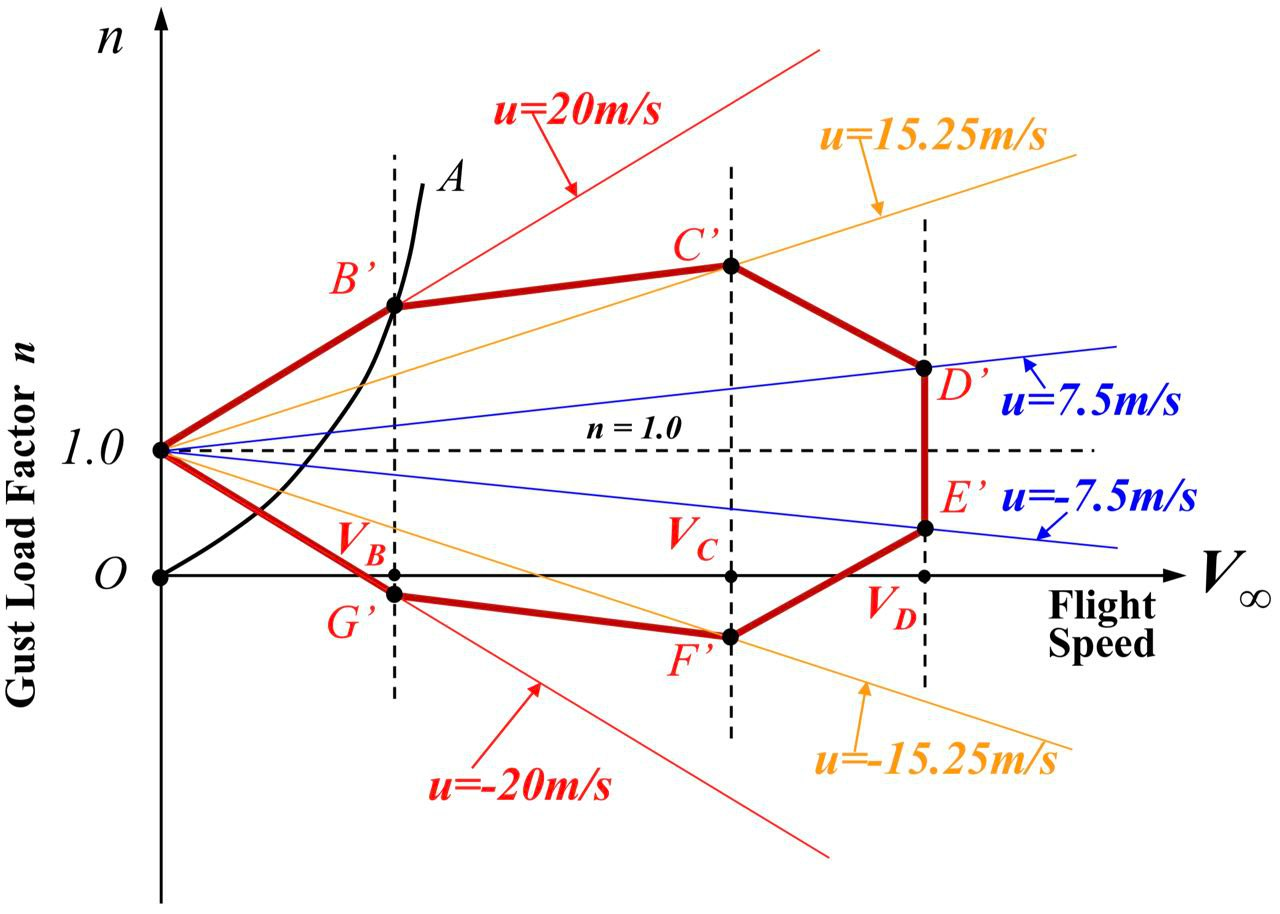 n
u=20m/s
u=15.25m/s
A
C’
B’
D’
u=7.5m/s
n = 1.0
1.0
E’
u=-7.5m/s
V_B
V_C
O
V_∞
V_D
Flight
Speed
G’
F’
u=-15.25m/s
u=-20m/s
Gust Load Factor n